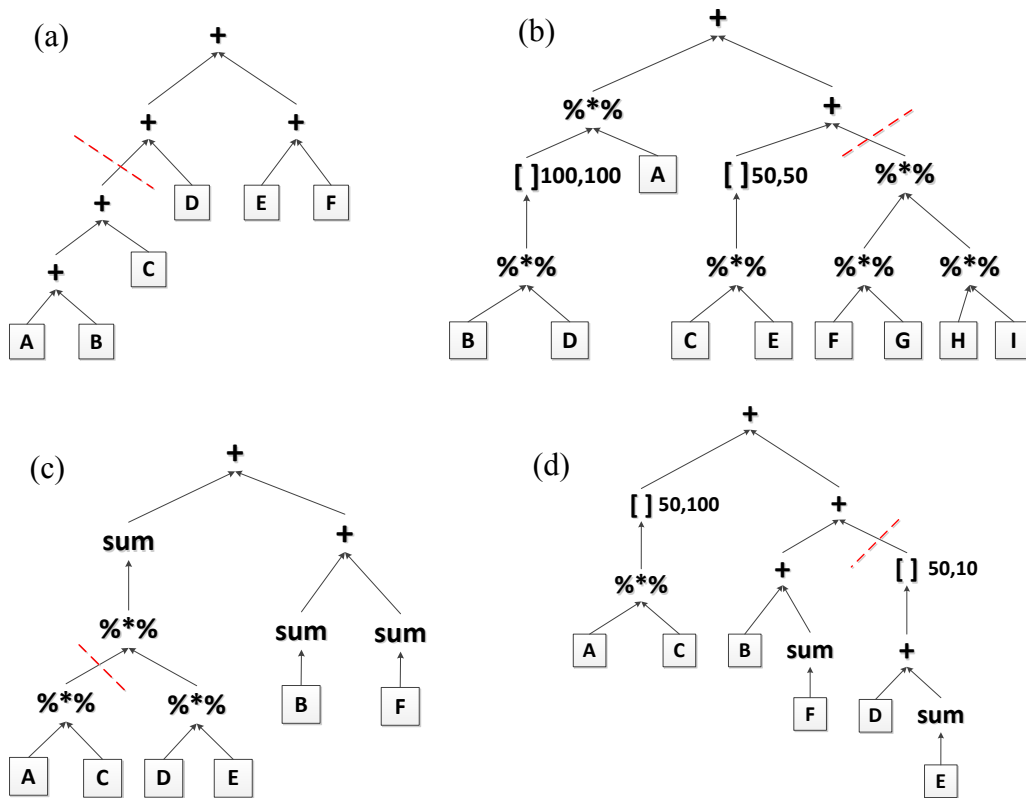 (a)
+
+
+
+
D
E
F
+
C
A
B
(b)
+
%*%
+
[ ]100,100
A
[ ]50,50
%*%
%*%
%*%
%*%
%*%
B
D
C
E
F
G
H
I
(c)
+
sum
+
%*%
sum
sum
%*%
%*%
B
F
A
C
D
E
(d)
+
[ ] 50,100
+
%*%
+
[ ] 50,10
A
C
B
sum
+
F
D
sum
E